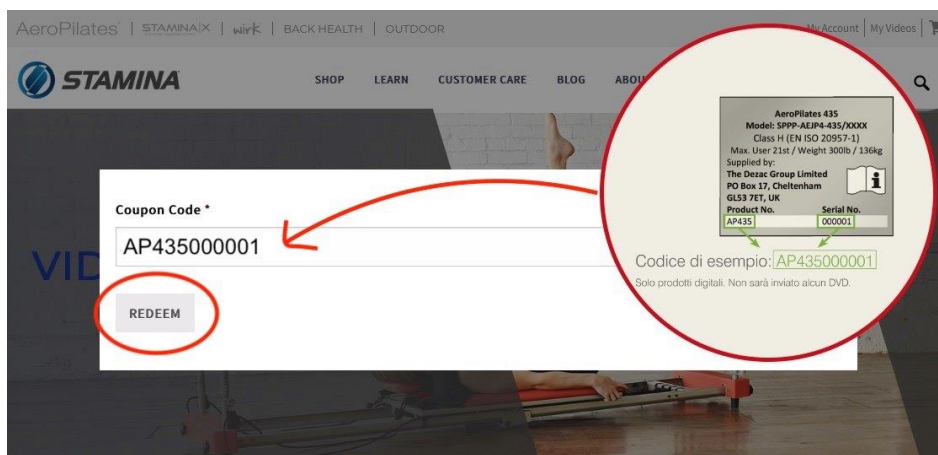 AeroPilates | STAMINA|X | wirk | BACK HEALTH | OUTDOOR
My Account | My Videos |
STAMINA
SHOP LEARN CUSTOMER CARE BLOG ABOU
VID
Coupon Code *
AP435000001
REDEEM
AeroPilates 435
Model: SPPP-AEJP4-435/XXXX
Class H (EN ISO 20957-1)
Max. User 21st / Weight 300lb / 136kg
Supplied by:
The Dezac Group Limited
PO Box 17, Cheltenham
GL53 7ET, UK
Product No. Serial No.
AP435 000001
Codice di esempio: AP435000001
Solo prodotti digitali. Non sarà inviato alcun DVD.